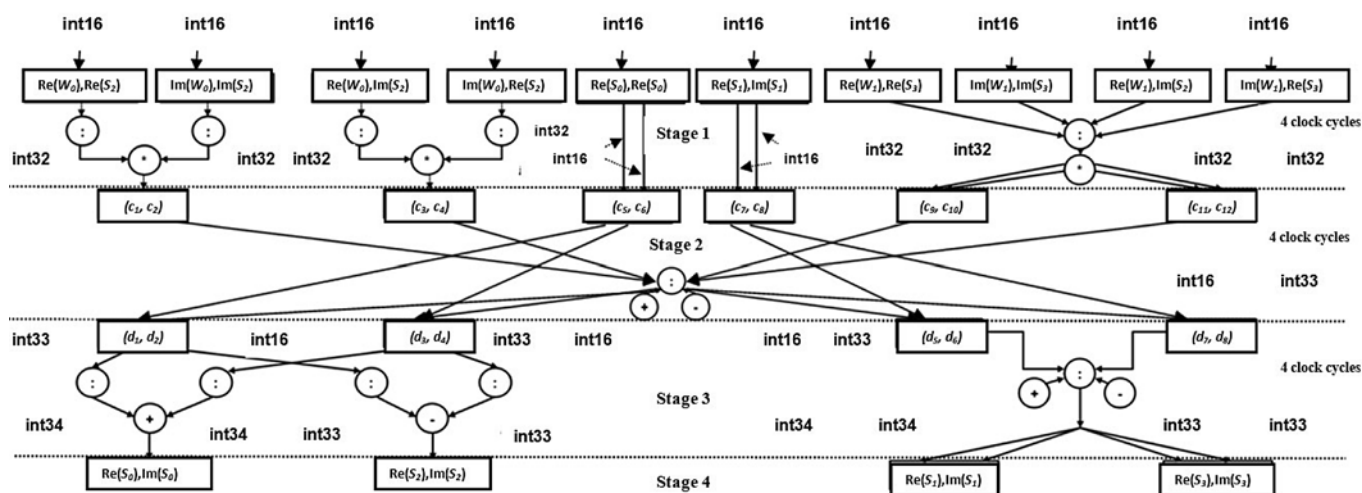 int16 int16 int16 int16 int16 int16 int16 int16 int16 int16
Re(W₀),Re(S₂) Im(W₀),Im(S₂) Re(W₀),Im(S₂) Im(W₀),Re(S₂) Re(S₀),Re(S₀) Re(S₁),Im(S₁) Re(W₁),Re(S₃) Im(W₁),Im(S₃) Re(W₁),Im(S₂) Im(W₁),Re(S₃)
: : : : Stage 1 : 4 clock cycles
int32 * int32 int32 * int32 int16 int16 int32 int32 * int32 int32
(c₁, c₂) (c₃, c₄) (c₅, c₆) (c₇, c₈) (c₉, c₁₀) (c₁₁, c₁₂)
Stage 2 4 clock cycles
: int16 int33
+ -
int33 (d₁, d₂) int16 (d₃, d₄) int33 int16 int16 int33 (d₅, d₆) (d₇, d₈)
: : : : : 4 clock cycles
+ - Stage 3 + -
int34 int34 int33 int33 int34 int34 int33 int33
Re(S₀),Im(S₀) Re(S₂),Im(S₂) Stage 4 Re(S₁),Im(S₁) Re(S₃),Im(S₃)